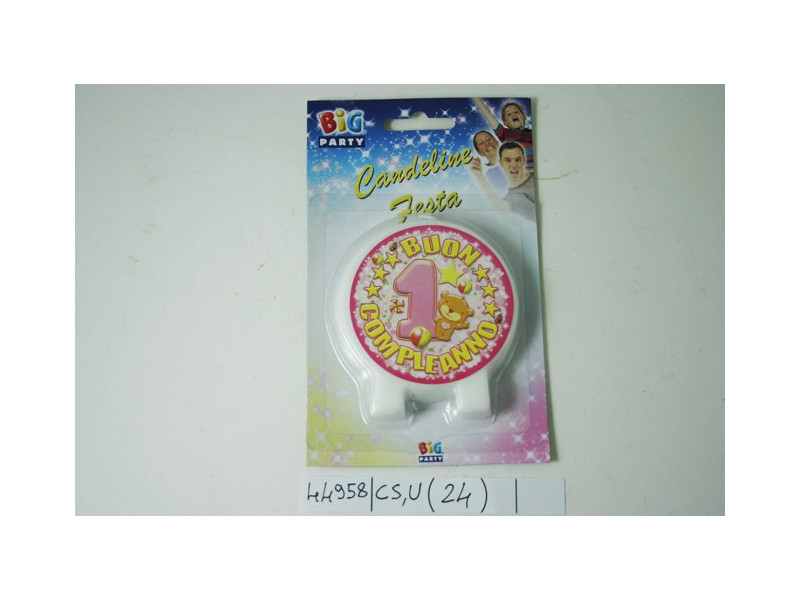 BiG
PARTY
Candeline
Festa
BUON
1
COMPLEANNO
BiG
PARTY
44958/CS,U(24) |